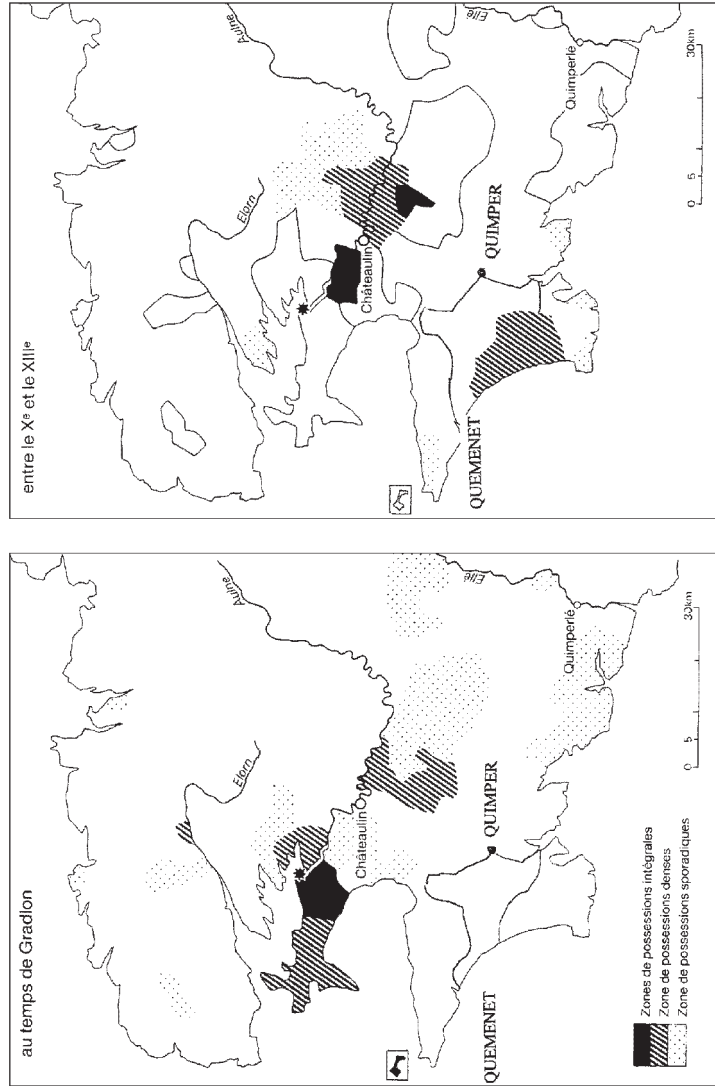 au temps de Gradlon
Elorn
Aulne
Châteaulin
QUIMPER
QUEMENET
Quimperlé
Ellé
0 5 30km
Zones de possessions intégrales
Zone de possessions denses
Zone de possessions sporadiques
entre le Xe et le XIIIe
Elorn
Aulne
Châteaulin
QUIMPER
QUEMENET
Quimperlé
Ellé
0 5 30km